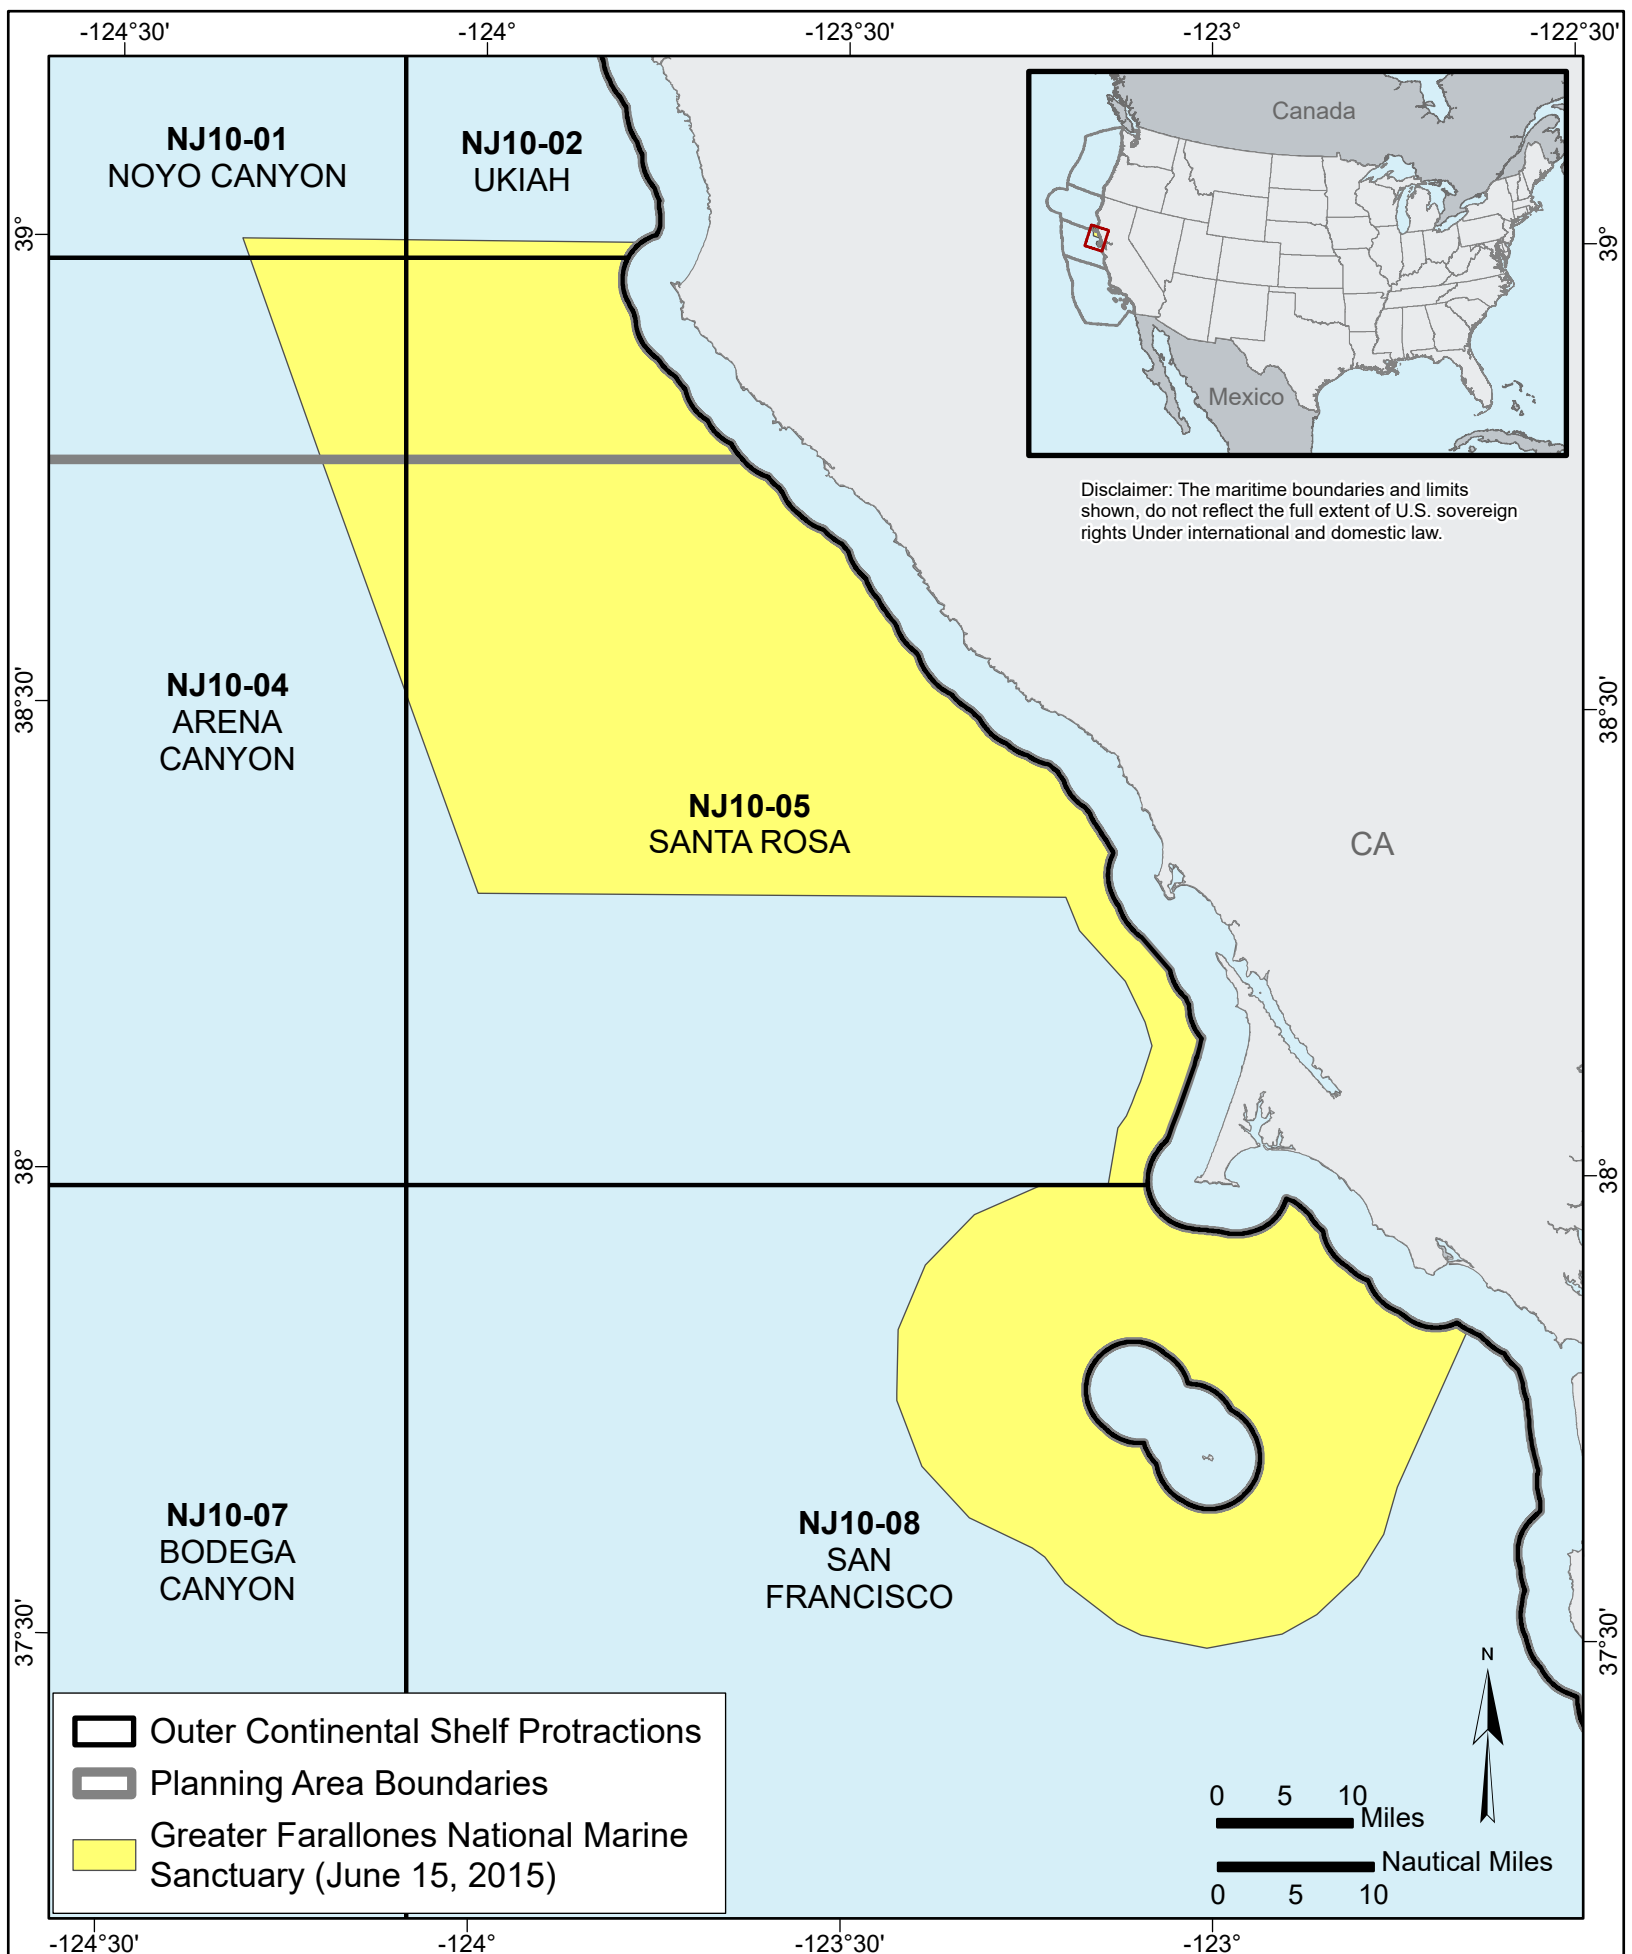 -124°30'
-124°
-123°30'
-123°
-122°30'
Canada
Mexico
Disclaimer: The maritime boundaries and limits
shown, do not reflect the full extent of U.S. sovereign
rights Under international and domestic law.
NJ10-01
NOYO CANYON
NJ10-02
UKIAH
39°
39°
NJ10-04
ARENA
CANYON
38°30'
38°30'
NJ10-05
SANTA ROSA
CA
38°
38°
NJ10-07
BODEGA
CANYON
NJ10-08
SAN
FRANCISCO
37°30'
37°30'
N
Outer Continental Shelf Protractions
Planning Area Boundaries
Greater Farallones National Marine
Sanctuary (June 15, 2015)
0 5 10
Miles
Nautical Miles
0 5 10
-124°30'
-124°
-123°30'
-123°